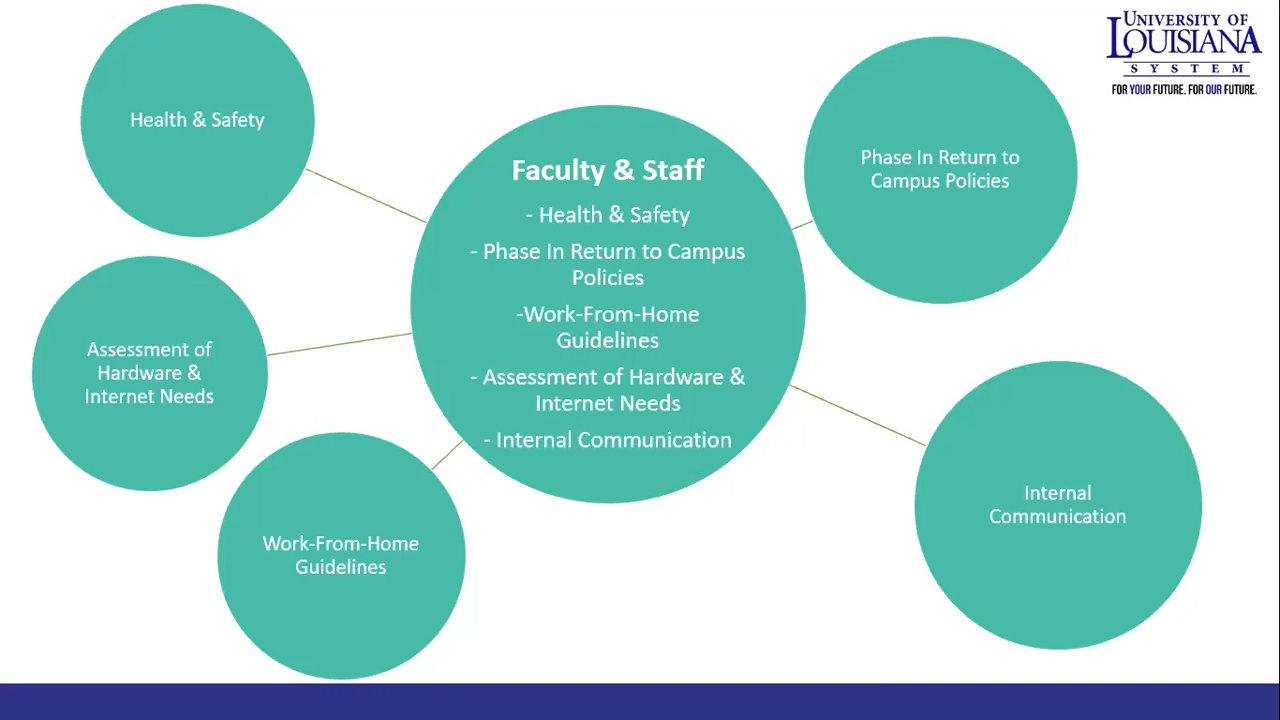 Health & Safety
UNIVERSITY OF
LOUISIANA
SYSTEM
FOR YOUR FUTURE. FOR OUR FUTURE.
Faculty & Staff
- Health & Safety
- Phase In Return to Campus
Policies
-Work-From-Home
Guidelines
- Assessment of Hardware &
Internet Needs
- Internal Communication
Phase In Return to
Campus Policies
Assessment of
Hardware &
Internet Needs
Work-From-Home
Guidelines
Internal
Communication